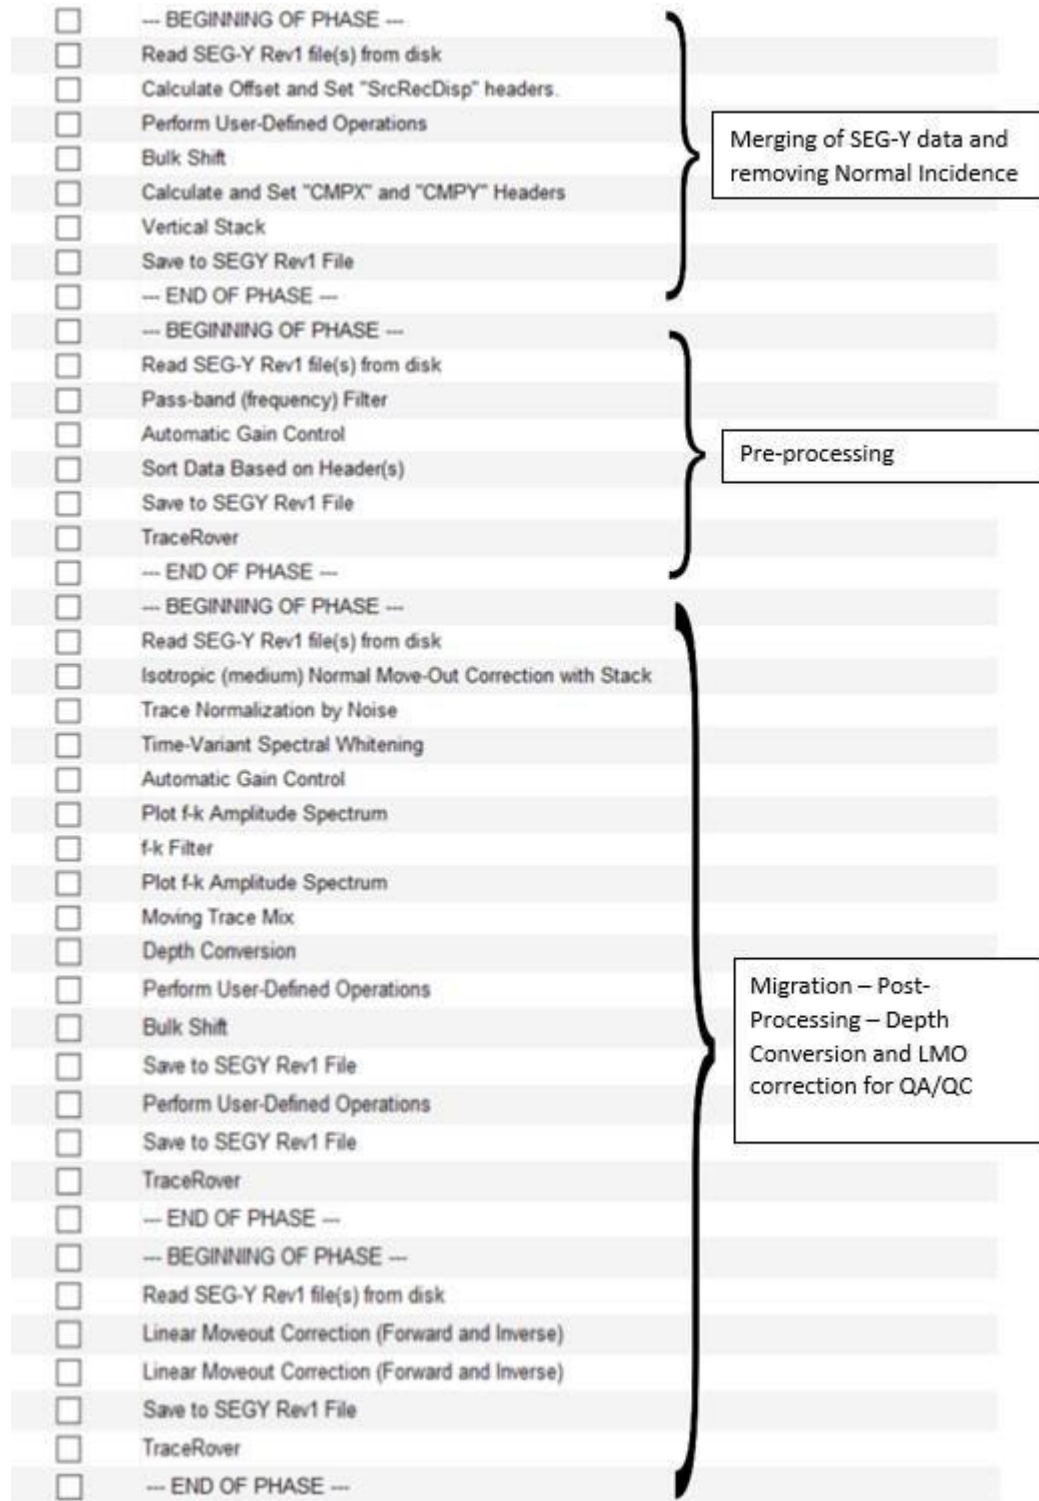 --- BEGINNING OF PHASE ---
Read SEG-Y Rev1 file(s) from disk
Calculate Offset and Set "SrcRecDisp" headers.
Perform User-Defined Operations
Bulk Shift
Calculate and Set "CMPX" and "CMPY" Headers
Vertical Stack
Save to SEGY Rev1 File
--- END OF PHASE ---
Merging of SEG-Y data and
removing Normal Incidence
--- BEGINNING OF PHASE ---
Read SEG-Y Rev1 file(s) from disk
Pass-band (frequency) Filter
Automatic Gain Control
Sort Data Based on Header(s)
Save to SEGY Rev1 File
TraceRover
--- END OF PHASE ---
Pre-processing
--- BEGINNING OF PHASE ---
Read SEG-Y Rev1 file(s) from disk
Isotropic (medium) Normal Move-Out Correction with Stack
Trace Normalization by Noise
Time-Variant Spectral Whitening
Automatic Gain Control
Plot f-k Amplitude Spectrum
f-k Filter
Plot f-k Amplitude Spectrum
Moving Trace Mix
Depth Conversion
Perform User-Defined Operations
Bulk Shift
Save to SEGY Rev1 File
Perform User-Defined Operations
Save to SEGY Rev1 File
TraceRover
--- END OF PHASE ---
--- BEGINNING OF PHASE ---
Read SEG-Y Rev1 file(s) from disk
Linear Moveout Correction (Forward and Inverse)
Linear Moveout Correction (Forward and Inverse)
Save to SEGY Rev1 File
TraceRover
--- END OF PHASE ---
Migration – Post-
Processing – Depth
Conversion and LMO
correction for QA/QC